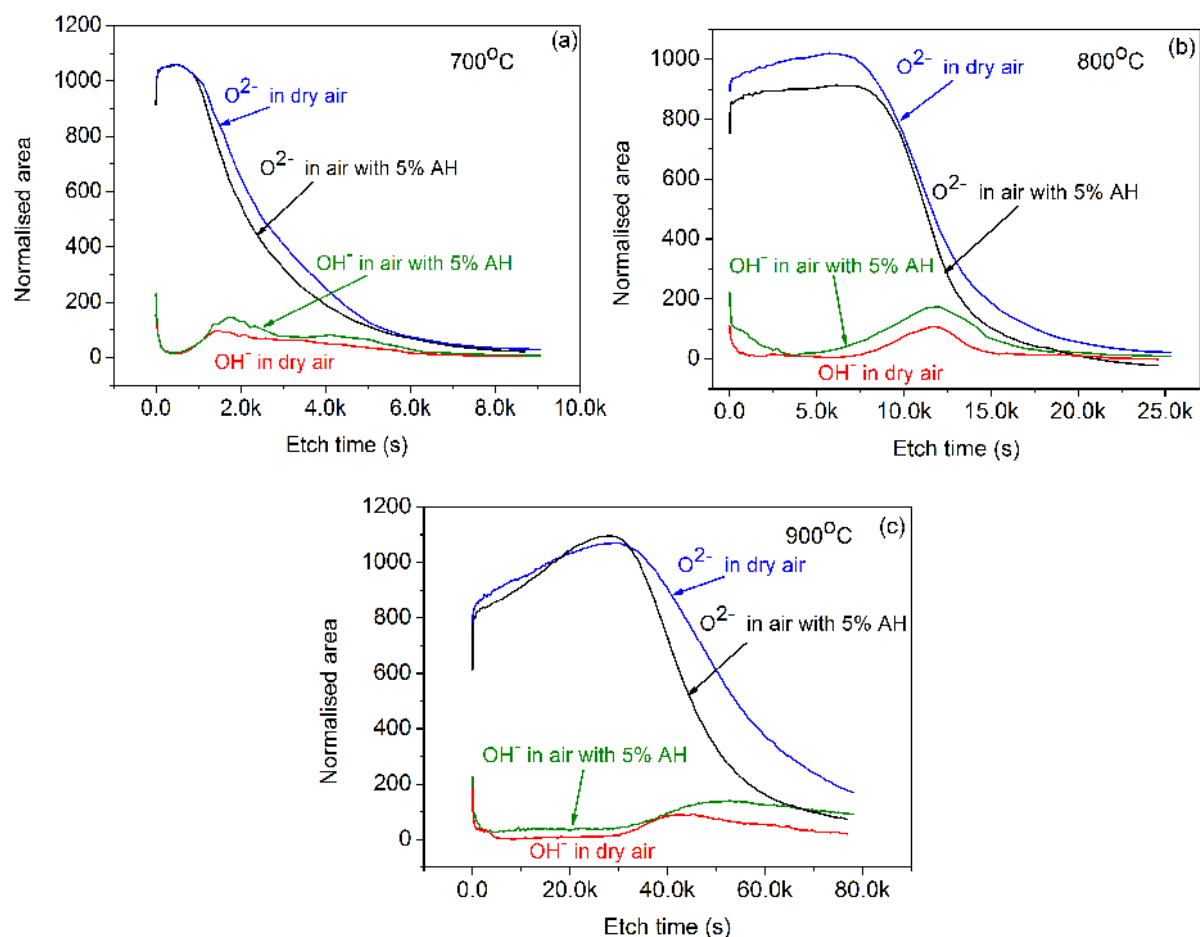 (a)
700°C
O²⁻ in dry air
O²⁻ in air with 5% AH
OH⁻ in air with 5% AH
OH⁻ in dry air
Normalised area
1200
1000
800
600
400
200
0
0.0 2.0k 4.0k 6.0k 8.0k 10.0k
Etch time (s)
(b)
800°C
O²⁻ in dry air
O²⁻ in air with 5% AH
OH⁻ in air with 5% AH
OH⁻ in dry air
Normalised area
1000
800
600
400
200
0
0.0 5.0k 10.0k 15.0k 20.0k 25.0k
Etch time (s)
(c)
900°C
O²⁻ in dry air
O²⁻ in air with 5% AH
OH⁻ in air with 5% AH
OH⁻ in dry air
Normalised area
1200
1000
800
600
400
200
0
0.0 20.0k 40.0k 60.0k 80.0k
Etch time (s)